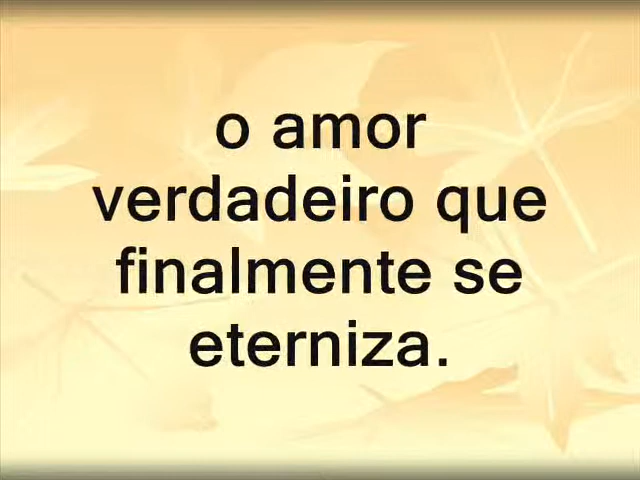 o amor
verdadeiro que
finalmente se
eterniza.